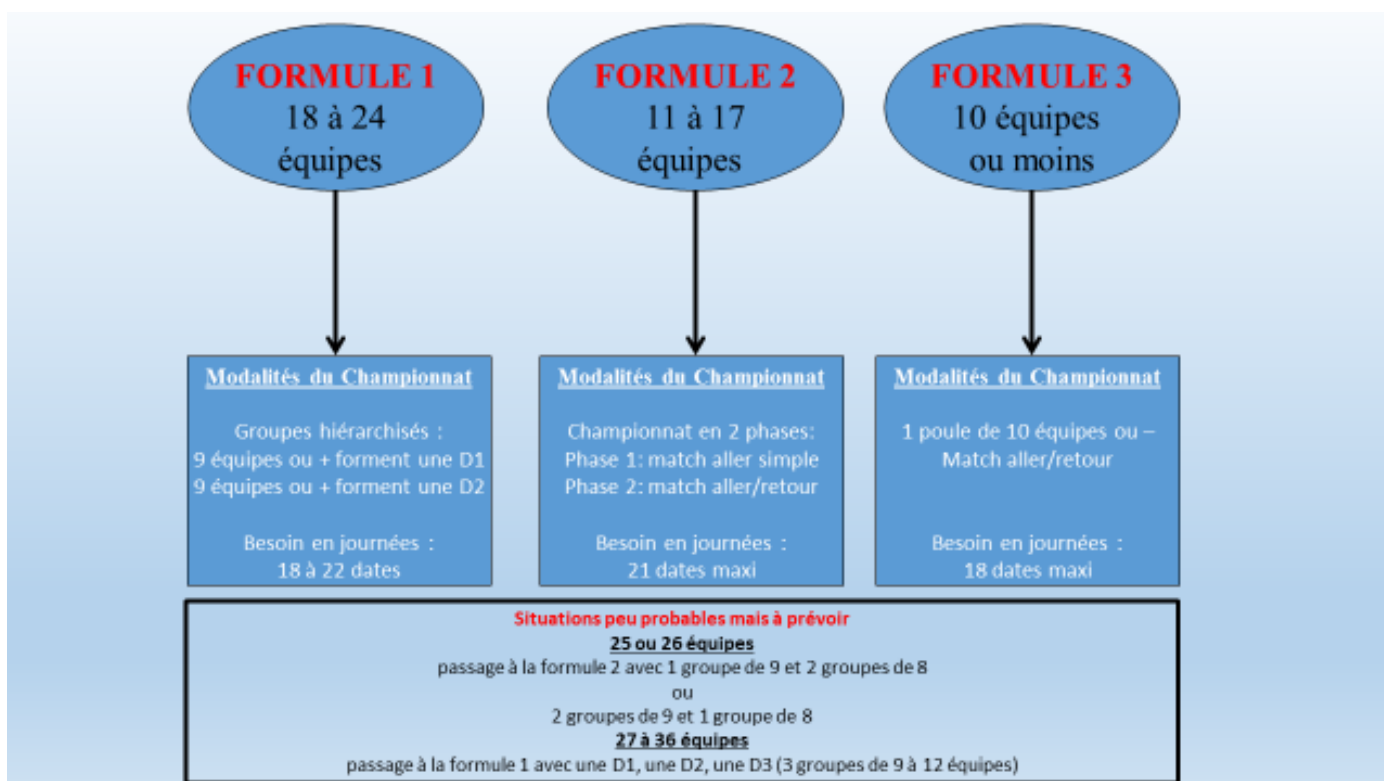 FORMULE 1
18 à 24
équipes
FORMULE 2
11 à 17
équipes
FORMULE 3
10 équipes
ou moins
Modalités du Championnat
Groupes hiérarchisés :
9 équipes ou + forment une D1
9 équipes ou + forment une D2
Besoin en journées :
18 à 22 dates
Modalités du Championnat
Championnat en 2 phases:
Phase 1: match aller simple
Phase 2: match aller/retour
Besoin en journées :
21 dates maxi
Modalités du Championnat
1 poule de 10 équipes ou –
Match aller/retour
Besoin en journées :
18 dates maxi
Situations peu probables mais à prévoir
25 ou 26 équipes
passage à la formule 2 avec 1 groupe de 9 et 2 groupes de 8
ou
2 groupes de 9 et 1 groupe de 8
27 à 36 équipes
passage à la formule 1 avec une D1, une D2, une D3 (3 groupes de 9 à 12 équipes)